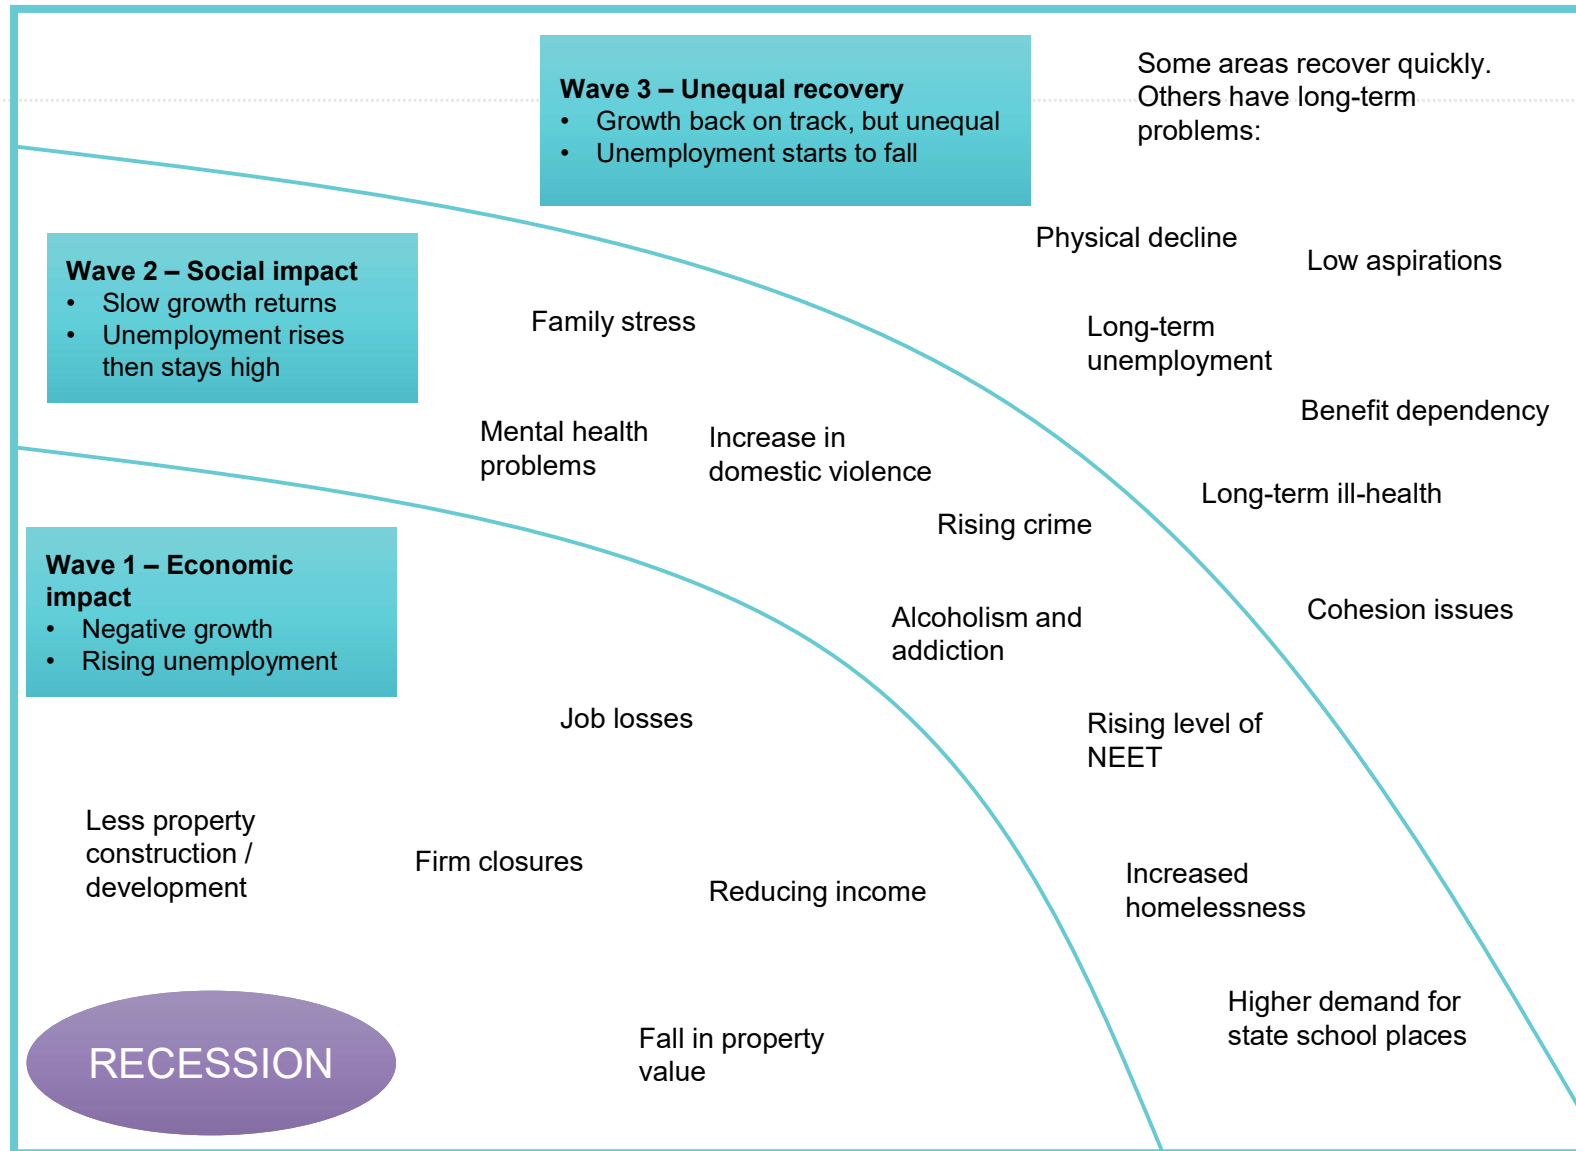 Wave 3 – Unequal recovery
• Growth back on track, but unequal
• Unemployment starts to fall
Some areas recover quickly.
Others have long-term
problems:
Physical decline
Low aspirations
Long-term
unemployment
Benefit dependency
Long-term ill-health
Cohesion issues
Wave 2 – Social impact
• Slow growth returns
• Unemployment rises
then stays high
Family stress
Mental health
problems
Increase in
domestic violence
Rising crime
Alcoholism and
addiction
Rising level of
NEET
Increased
homelessness
Higher demand for
state school places
Wave 1 – Economic
impact
• Negative growth
• Rising unemployment
Job losses
Less property
construction /
development
Firm closures
Reducing income
Fall in property
value
RECESSION